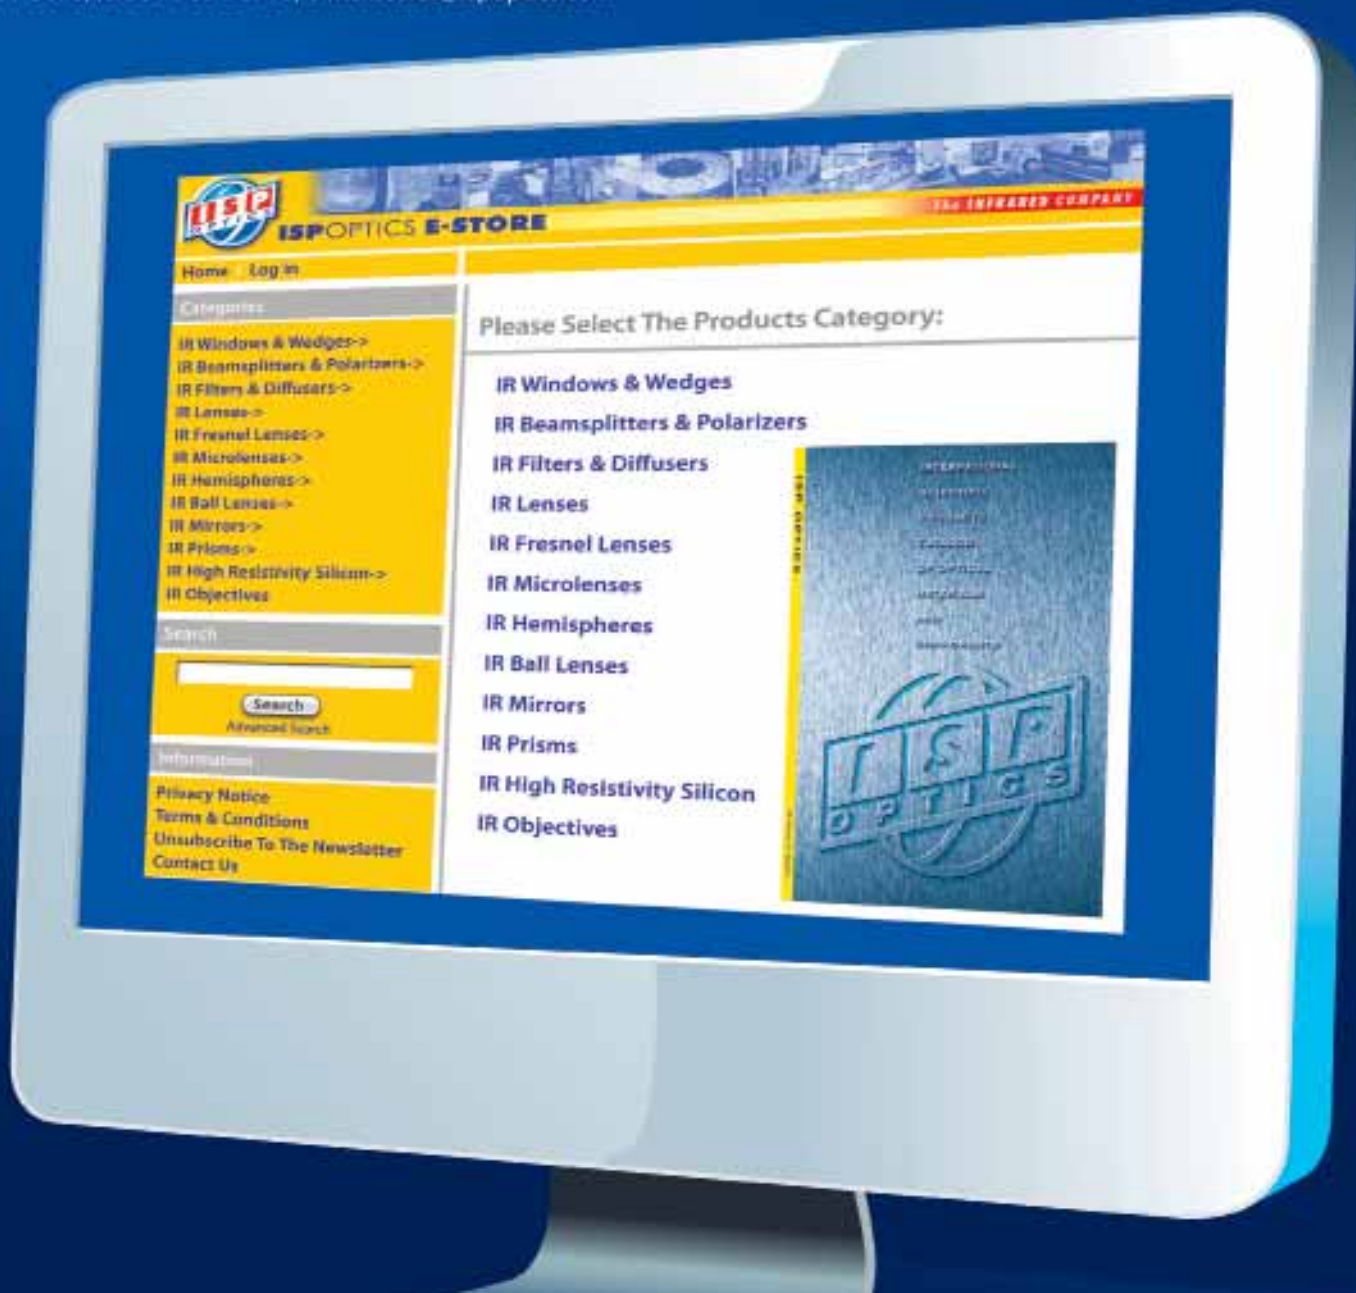 ISP
OPTICS
ISPOPTICS E-STORE
The INFRARED COMPANY
Home Log In
Categories
IR Windows & Wedges->
IR Beamsplitters & Polarizers->
IR Filters & Diffusers->
IR Lenses->
IR Fresnel Lenses->
IR Microlenses->
IR Hemispheres->
IR Ball Lenses->
IR Mirrors->
IR Prisms->
IR High Resistivity Silicon->
IR Objectives
Search
Search
Advanced Search
Information
Privacy Notice
Terms & Conditions
Unsubscribe To The Newsletter
Contact Us
Please Select The Products Category:
IR Windows & Wedges
IR Beamsplitters & Polarizers
IR Filters & Diffusers
IR Lenses
IR Fresnel Lenses
IR Microlenses
IR Hemispheres
IR Ball Lenses
IR Mirrors
IR Prisms
IR High Resistivity Silicon
IR Objectives
ISP OPTICS
INTERNATIONAL
ISP
OPTICS